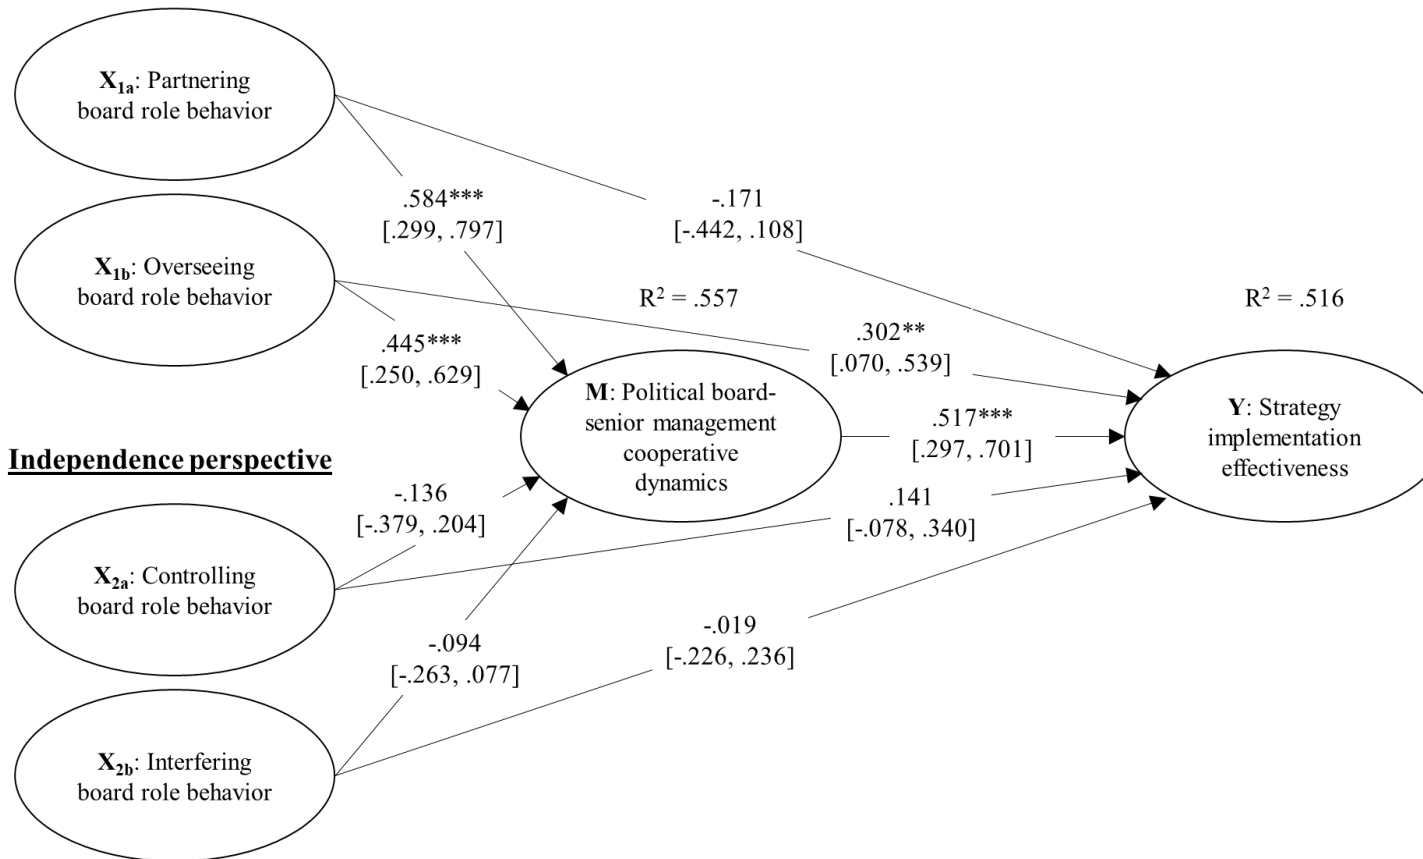 X1a: Partnering
board role behavior
.584***
[.299, .797]
-.171
[-.442, .108]
X1b: Overseeing
board role behavior
R2 = .557
R2 = .516
.445***
[.250, .629]
.302**
[.070, .539]
M: Political board-
senior management
cooperative
dynamics
.517***
[.297, .701]
Y: Strategy
implementation
effectiveness
Independence perspective
-.136
[-.379, .204]
.141
[-.078, .340]
X2a: Controlling
board role behavior
-.094
[-.263, .077]
-.019
[-.226, .236]
X2b: Interfering
board role behavior